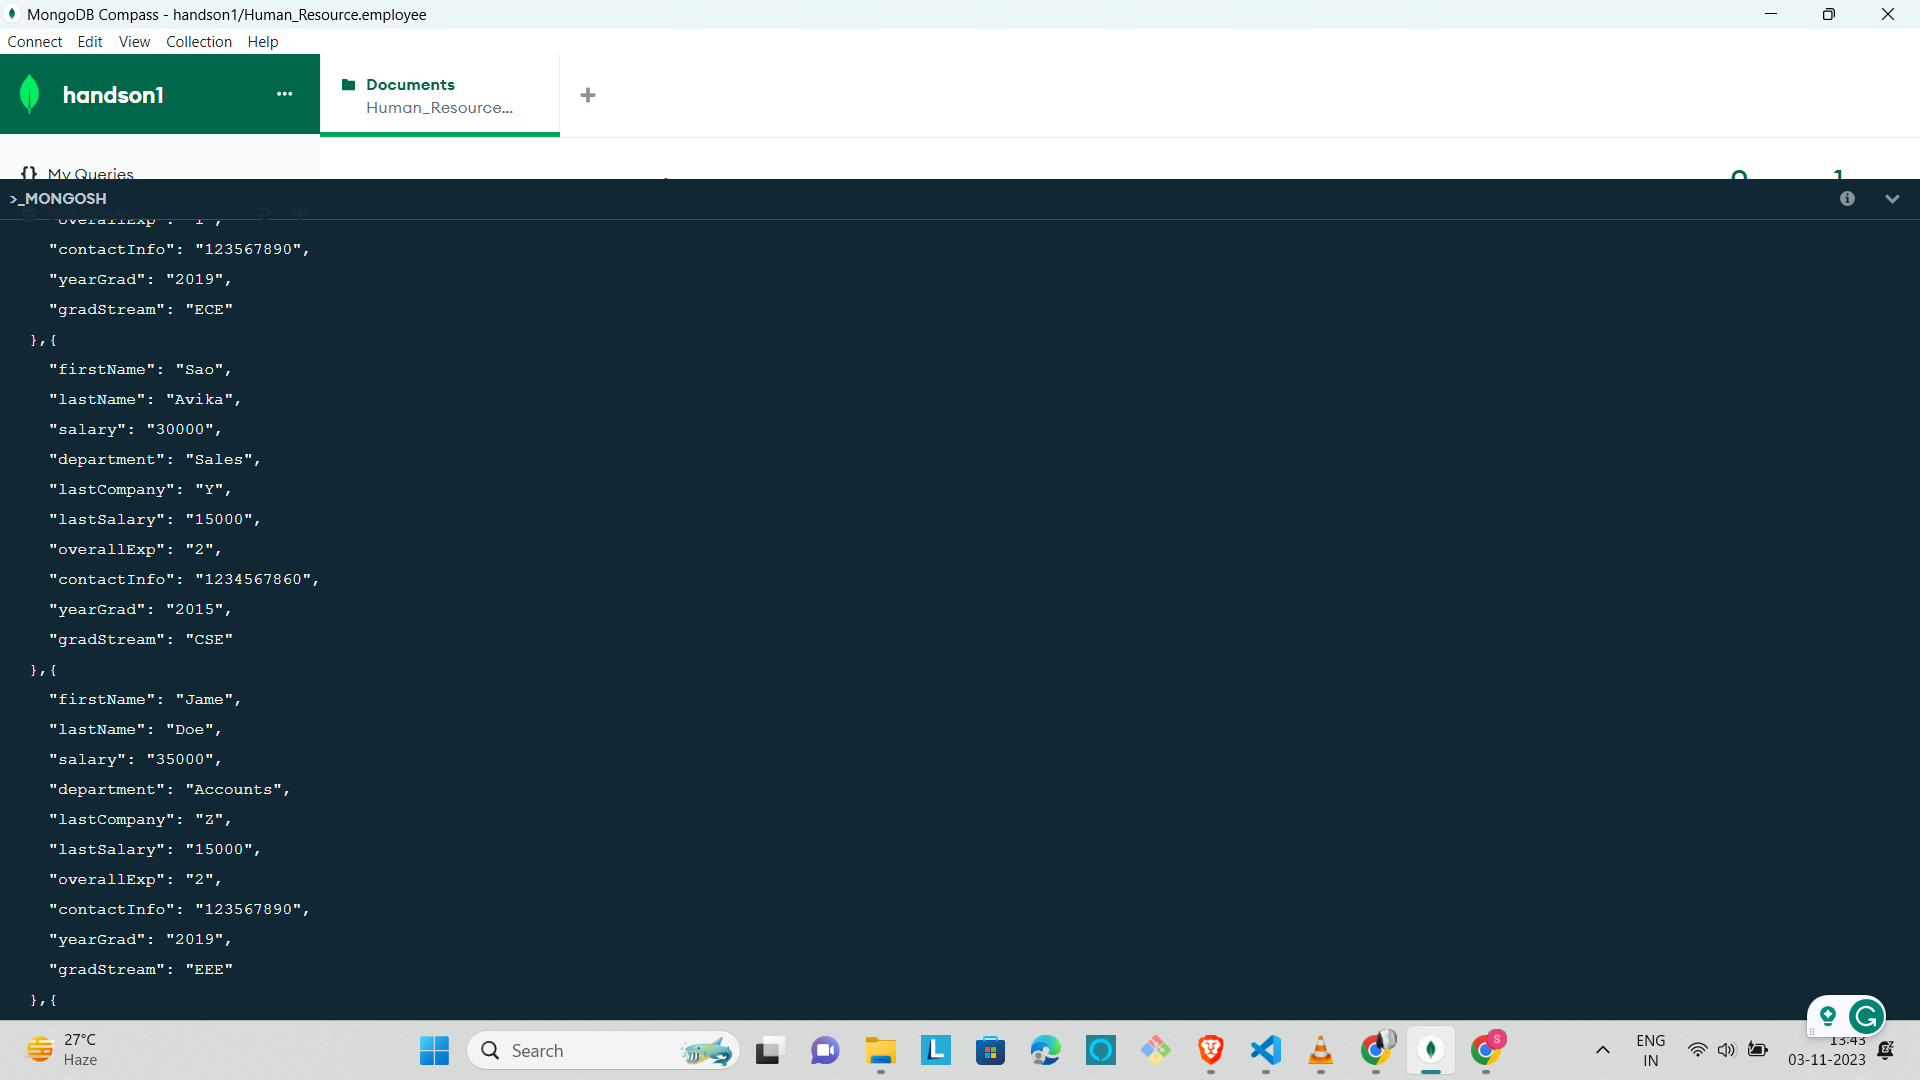 MongoDB Compass - handson1/Human_Resource.employee
Connect Edit View Collection Help
handson1
Documents
Human_Resource...
{} My Queries
>_MONGOSH
"overallExp": "1",
"contactInfo": "123567890",
"yearGrad": "2019",
"gradStream": "ECE"
},{
"firstName": "Sao",
"lastName": "Avika",
"salary": "30000",
"department": "Sales",
"lastCompany": "Y",
"lastSalary": "15000",
"overallExp": "2",
"contactInfo": "1234567860",
"yearGrad": "2015",
"gradStream": "CSE"
},{
"firstName": "Jame",
"lastName": "Doe",
"salary": "35000",
"department": "Accounts",
"lastCompany": "Z",
"lastSalary": "15000",
"overallExp": "2",
"contactInfo": "123567890",
"yearGrad": "2019",
"gradStream": "EEE"
},{
27°C
Haze
Search
ENG
IN
13:43
03-11-2023